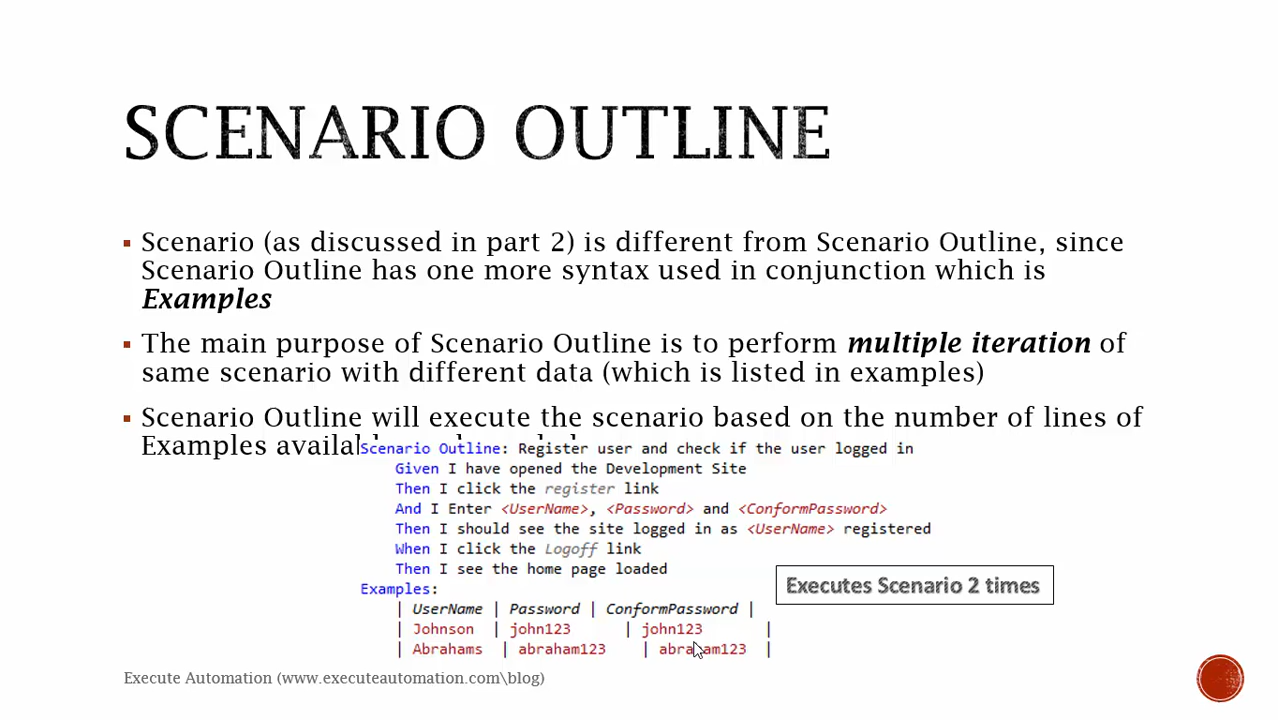 SCENARIO OUTLINE
▪ Scenario (as discussed in part 2) is different from Scenario Outline, since
Scenario Outline has one more syntax used in conjunction which is
Examples
▪ The main purpose of Scenario Outline is to perform multiple iteration of
same scenario with different data (which is listed in examples)
▪ Scenario Outline will execute the scenario based on the number of lines of
Examples
Scenario Outline: Register user and check if the user logged in
Given I have opened the Development Site
Then I click the register link
And I Enter <UserName>, <Password> and <ConformPassword>
Then I should see the site logged in as <UserName> registered
When I click the Logoff link
Then I see the home page loaded
Executes Scenario 2 times
Examples:
| UserName | Password | ConformPassword |
| Johnson | john123 | john123 |
| Abrahams | abraham123 | abraham123 |
Execute Automation (www.executeautomation.com\blog)